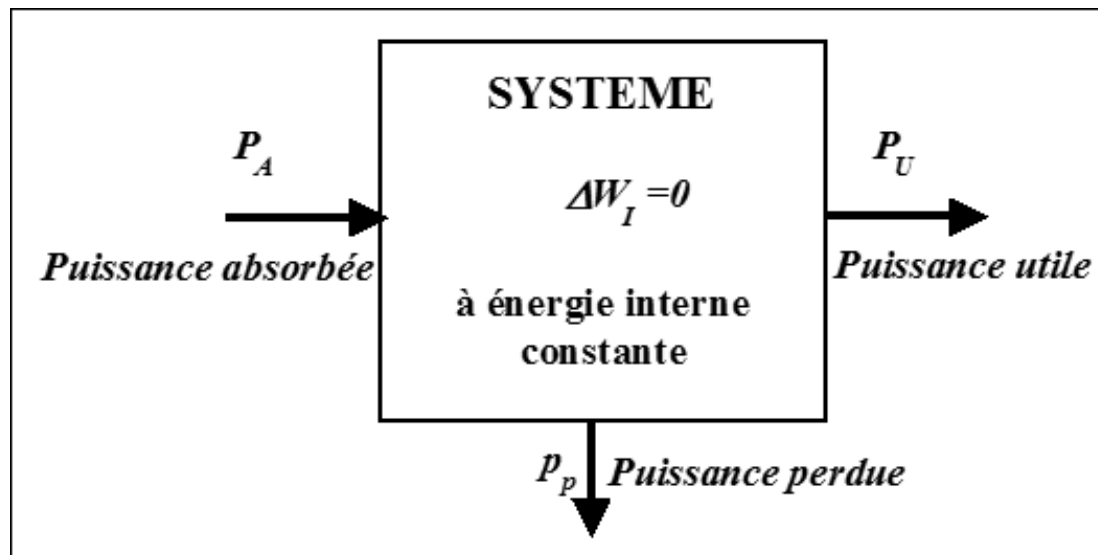 SYSTEME
P_A
P_U
ΔW_I =0
Puissance absorbée
Puissance utile
à énergie interne
constante
p_p
Puissance perdue